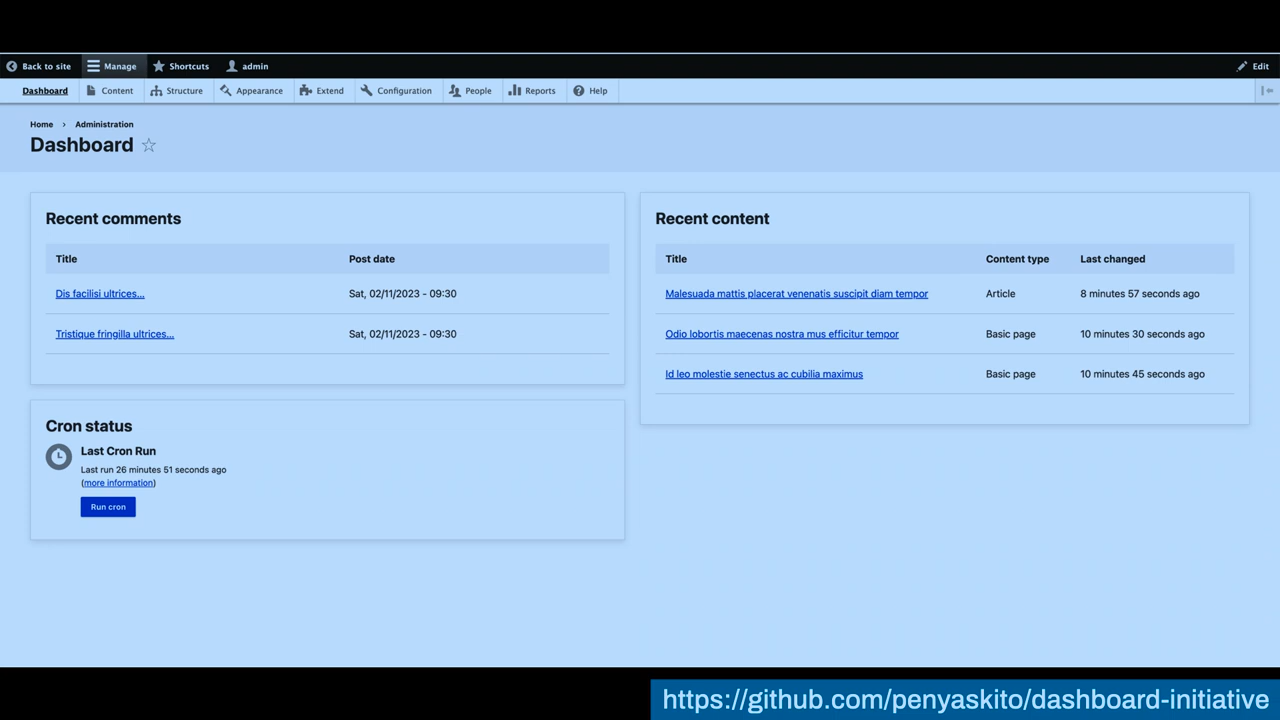 Back to site Manage Shortcuts admin Edit
Dashboard Content Structure Appearance Extend Configuration People Reports Help
Home › Administration
Dashboard
Recent comments
Title Post date
Dis facilisi ultrices... Sat, 02/11/2023 - 09:30
Tristique fringilla ultrices... Sat, 02/11/2023 - 09:30
Cron status
Last Cron Run
Last run 26 minutes 51 seconds ago
(more information)
Run cron
Recent content
Title Content type Last changed
Malesuada mattis placerat venenatis suscipit diam tempor Article 8 minutes 57 seconds ago
Odio lobortis maecenas nostra mus efficitur tempor Basic page 10 minutes 30 seconds ago
Id leo molestie senectus ac cubilia maximus Basic page 10 minutes 45 seconds ago
https://github.com/penyaskito/dashboard-initiative